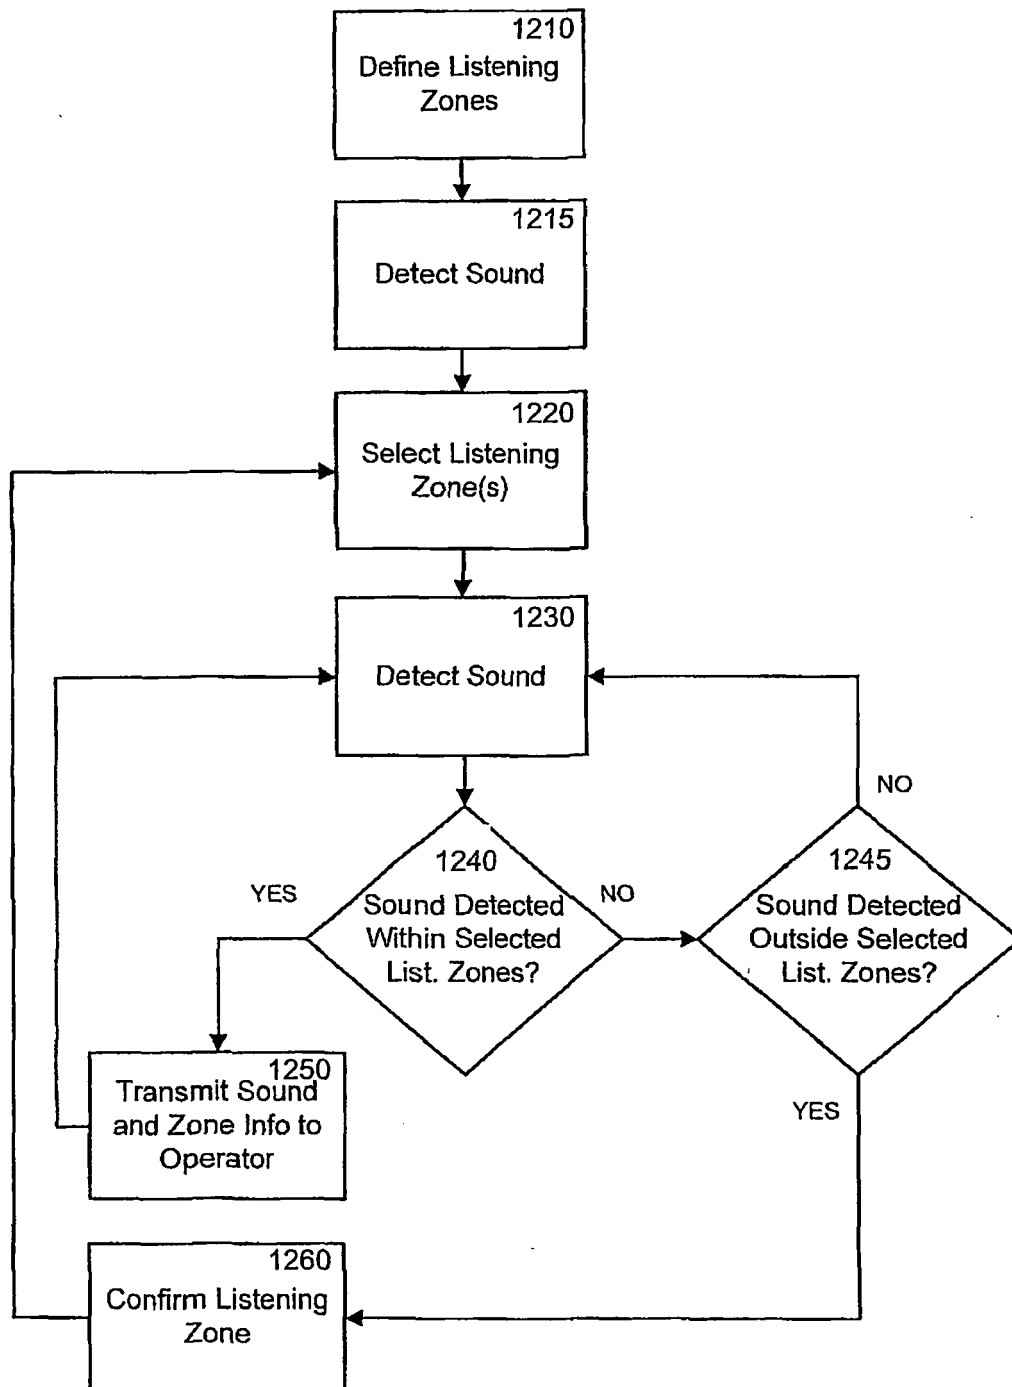 1210
Define Listening
Zones
1215
Detect Sound
1220
Select Listening
Zone(s)
1230
Detect Sound
NO
1240
Sound Detected
Within Selected
List. Zones?
YES
NO
1245
Sound Detected
Outside Selected
List. Zones?
YES
1250
Transmit Sound
and Zone Info to
Operator
1260
Confirm Listening
Zone